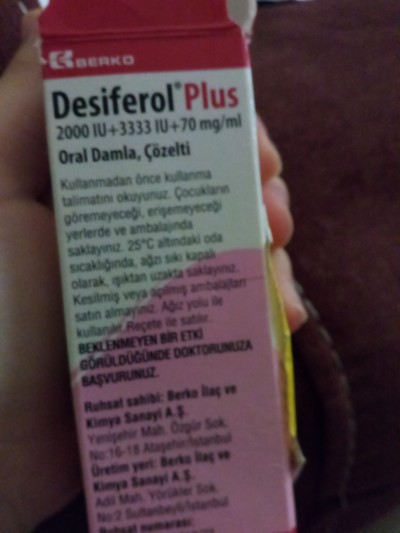 BERKO
Desiferol® Plus
2000 IU+3333 IU+70 mg/ml
Oral Damla, Çözelti
Kullanmadan önce kullanma
talimatını okuyunuz. Çocukların
göremeyeceği, erişemeyeceği
yerlerde ve ambalajında
saklayınız. 25°C altındaki oda
sıcaklığında, ağzı sıkı kapalı
olarak, ışıktan uzakta saklayınız.
Kesilmiş veya açılmış ambalajları
satın almayınız. Ağız yolu ile
kullanılır. Reçete ile satılır.
BEKLENMEYEN BİR ETKİ
GÖRÜLDÜĞÜNDE DOKTORUNUZA
BAŞVURUNUZ.
Ruhsat sahibi: Berko İlaç ve
Kimya Sanayi A.Ş.
Yenişehir Mah. Özgür Sok.
No:16-18 Ataşehir/İstanbul
Üretim yeri: Berko İlaç ve
Kimya Sanayi A.Ş.
Adil Mah. Yörükler Sok.
No:2 Sultanbeyli/İstanbul
Ruhsat numarası: